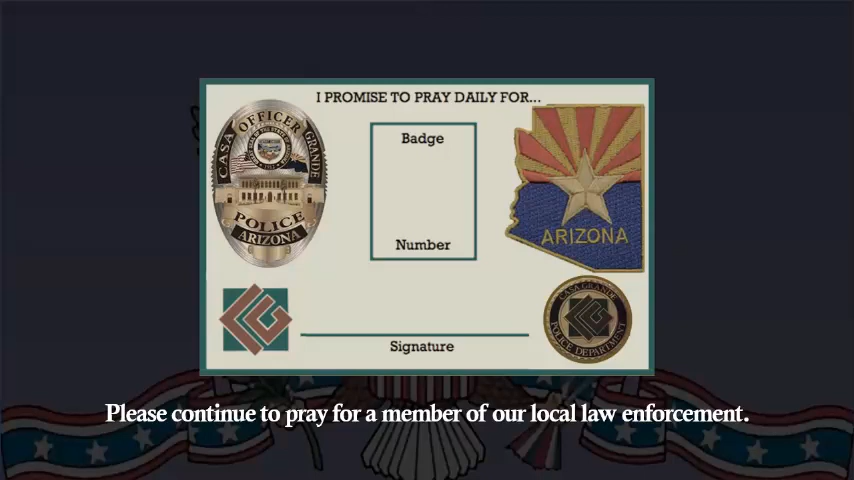 I PROMISE TO PRAY DAILY FOR...
OFFICER
CASA GRANDE
POLICE
ARIZONA
Badge
Number
ARIZONA
CASA GRANDE
POLICE DEPARTMENT
Signature
Please continue to pray for a member of our local law enforcement.